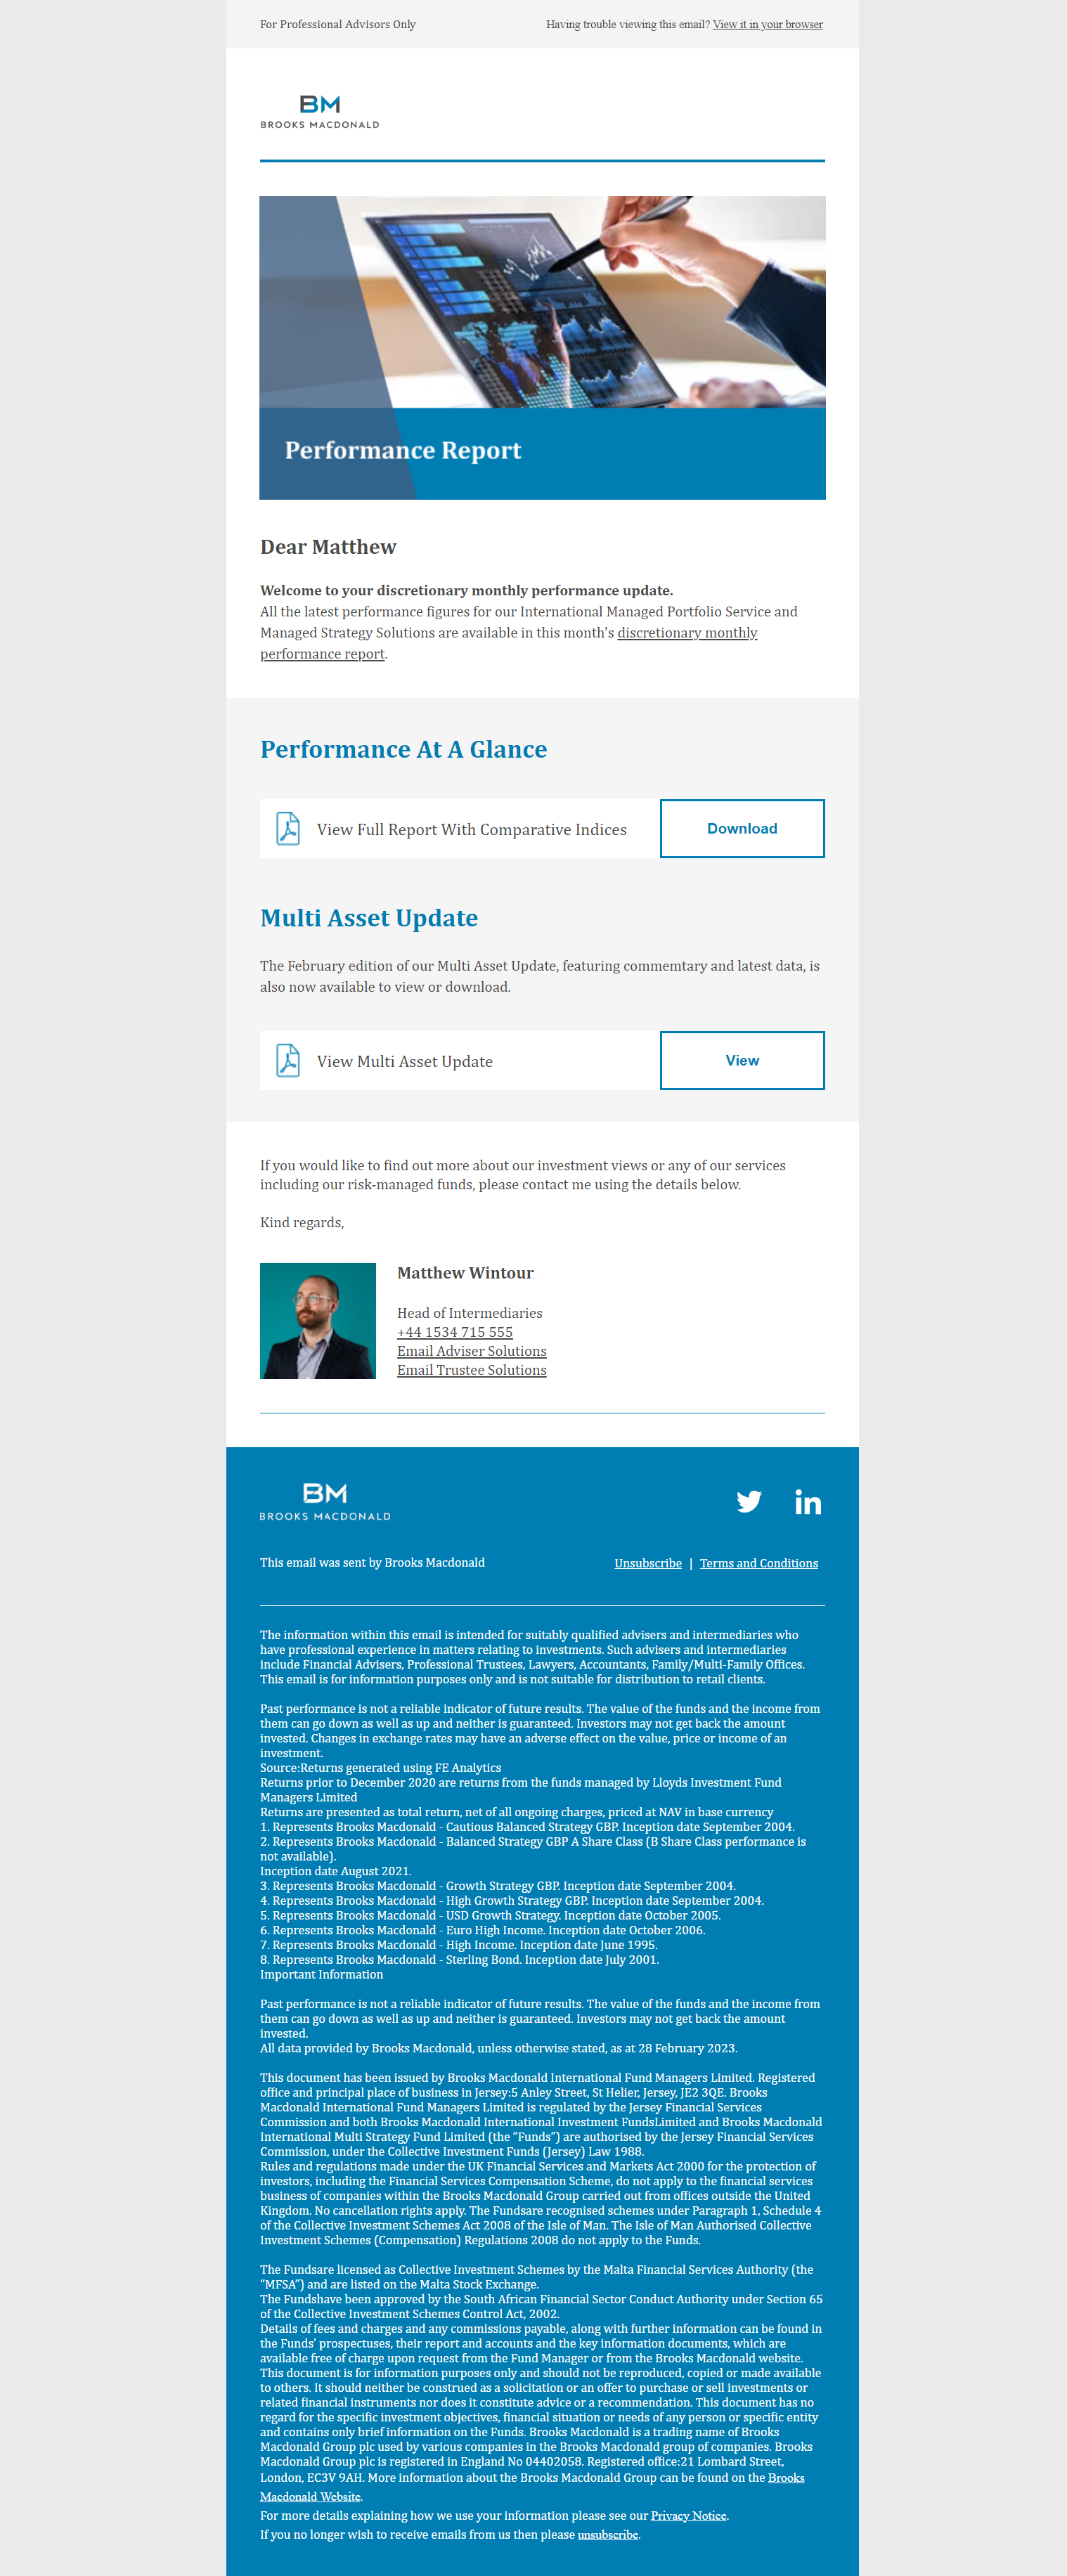 For Professional Advisors Only
Having trouble viewing this email? View it in your browser
BM
BROOKS MACDONALD
Performance Report
Dear Matthew
Welcome to your discretionary monthly performance update.
All the latest performance figures for our International Managed Portfolio Service and
Managed Strategy Solutions are available in this month's discretionary monthly
performance report.
Performance At A Glance
View Full Report With Comparative Indices
Download
Multi Asset Update
The February edition of our Multi Asset Update, featuring commemtary and latest data, is
also now available to view or download.
View Multi Asset Update
View
If you would like to find out more about our investment views or any of our services
including our risk-managed funds, please contact me using the details below.
Kind regards,
Matthew Wintour
Head of Intermediaries
+44 1534 715 555
Email Adviser Solutions
Email Trustee Solutions
BM
BROOKS MACDONALD
in
This email was sent by Brooks Macdonald
Unsubscribe | Terms and Conditions
The information within this email is intended for suitably qualified advisers and intermediaries who
have professional experience in matters relating to investments. Such advisers and intermediaries
include Financial Advisers, Professional Trustees, Lawyers, Accountants, Family/Multi-Family Offices.
This email is for information purposes only and is not suitable for distribution to retail clients.
Past performance is not a reliable indicator of future results. The value of the funds and the income from
them can go down as well as up and neither is guaranteed. Investors may not get back the amount
invested. Changes in exchange rates may have an adverse effect on the value, price or income of an
investment.
Source:Returns generated using FE Analytics
Returns prior to December 2020 are returns from the funds managed by Lloyds Investment Fund
Managers Limited
Returns are presented as total return, net of all ongoing charges, priced at NAV in base currency
1. Represents Brooks Macdonald - Cautious Balanced Strategy GBP. Inception date September 2004.
2. Represents Brooks Macdonald - Balanced Strategy GBP A Share Class (B Share Class performance is
not available).
Inception date August 2021.
3. Represents Brooks Macdonald - Growth Strategy GBP. Inception date September 2004.
4. Represents Brooks Macdonald - High Growth Strategy GBP. Inception date September 2004.
5. Represents Brooks Macdonald - USD Growth Strategy. Inception date October 2005.
6. Represents Brooks Macdonald - Euro High Income. Inception date October 2006.
7. Represents Brooks Macdonald - High Income. Inception date June 1995.
8. Represents Brooks Macdonald - Sterling Bond. Inception date July 2001.
Important Information
Past performance is not a reliable indicator of future results. The value of the funds and the income from
them can go down as well as up and neither is guaranteed. Investors may not get back the amount
invested.
All data provided by Brooks Macdonald, unless otherwise stated, as at 28 February 2023.
This document has been issued by Brooks Macdonald International Fund Managers Limited. Registered
office and principal place of business in Jersey:5 Anley Street, St Helier, Jersey, JE2 3QE. Brooks
Macdonald International Fund Managers Limited is regulated by the Jersey Financial Services
Commission and both Brooks Macdonald International Investment FundsLimited and Brooks Macdonald
International Multi Strategy Fund Limited (the “Funds”) are authorised by the Jersey Financial Services
Commission, under the Collective Investment Funds (Jersey) Law 1988.
Rules and regulations made under the UK Financial Services and Markets Act 2000 for the protection of
investors, including the Financial Services Compensation Scheme, do not apply to the financial services
business of companies within the Brooks Macdonald Group carried out from offices outside the United
Kingdom. No cancellation rights apply. The Fundsare recognised schemes under Paragraph 1, Schedule 4
of the Collective Investment Schemes Act 2008 of the Isle of Man. The Isle of Man Authorised Collective
Investment Schemes (Compensation) Regulations 2008 do not apply to the Funds.
The Fundsare licensed as Collective Investment Schemes by the Malta Financial Services Authority (the
“MFSA”) and are listed on the Malta Stock Exchange.
The Fundshave been approved by the South African Financial Sector Conduct Authority under Section 65
of the Collective Investment Schemes Control Act, 2002.
Details of fees and charges and any commissions payable, along with further information can be found in
the Funds’ prospectuses, their report and accounts and the key information documents, which are
available free of charge upon request from the Fund Manager or from the Brooks Macdonald website.
This document is for information purposes only and should not be reproduced, copied or made available
to others. It should neither be construed as a solicitation or an offer to purchase or sell investments or
related financial instruments nor does it constitute advice or a recommendation. This document has no
regard for the specific investment objectives, financial situation or needs of any person or specific entity
and contains only brief information on the Funds. Brooks Macdonald is a trading name of Brooks
Macdonald Group plc used by various companies in the Brooks Macdonald group of companies. Brooks
Macdonald Group plc is registered in England No 04402058. Registered office:21 Lombard Street,
London, EC3V 9AH. More information about the Brooks Macdonald Group can be found on the Brooks
Macdonald Website.
For more details explaining how we use your information please see our Privacy Notice.
If you no longer wish to receive emails from us then please unsubscribe.